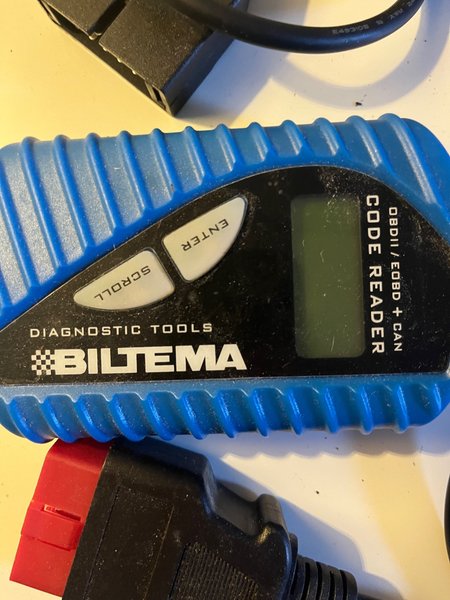 OBDII / EOBD + CAN
CODE READER
ENTER
SCROLL
DIAGNOSTIC TOOLS
BILTEMA